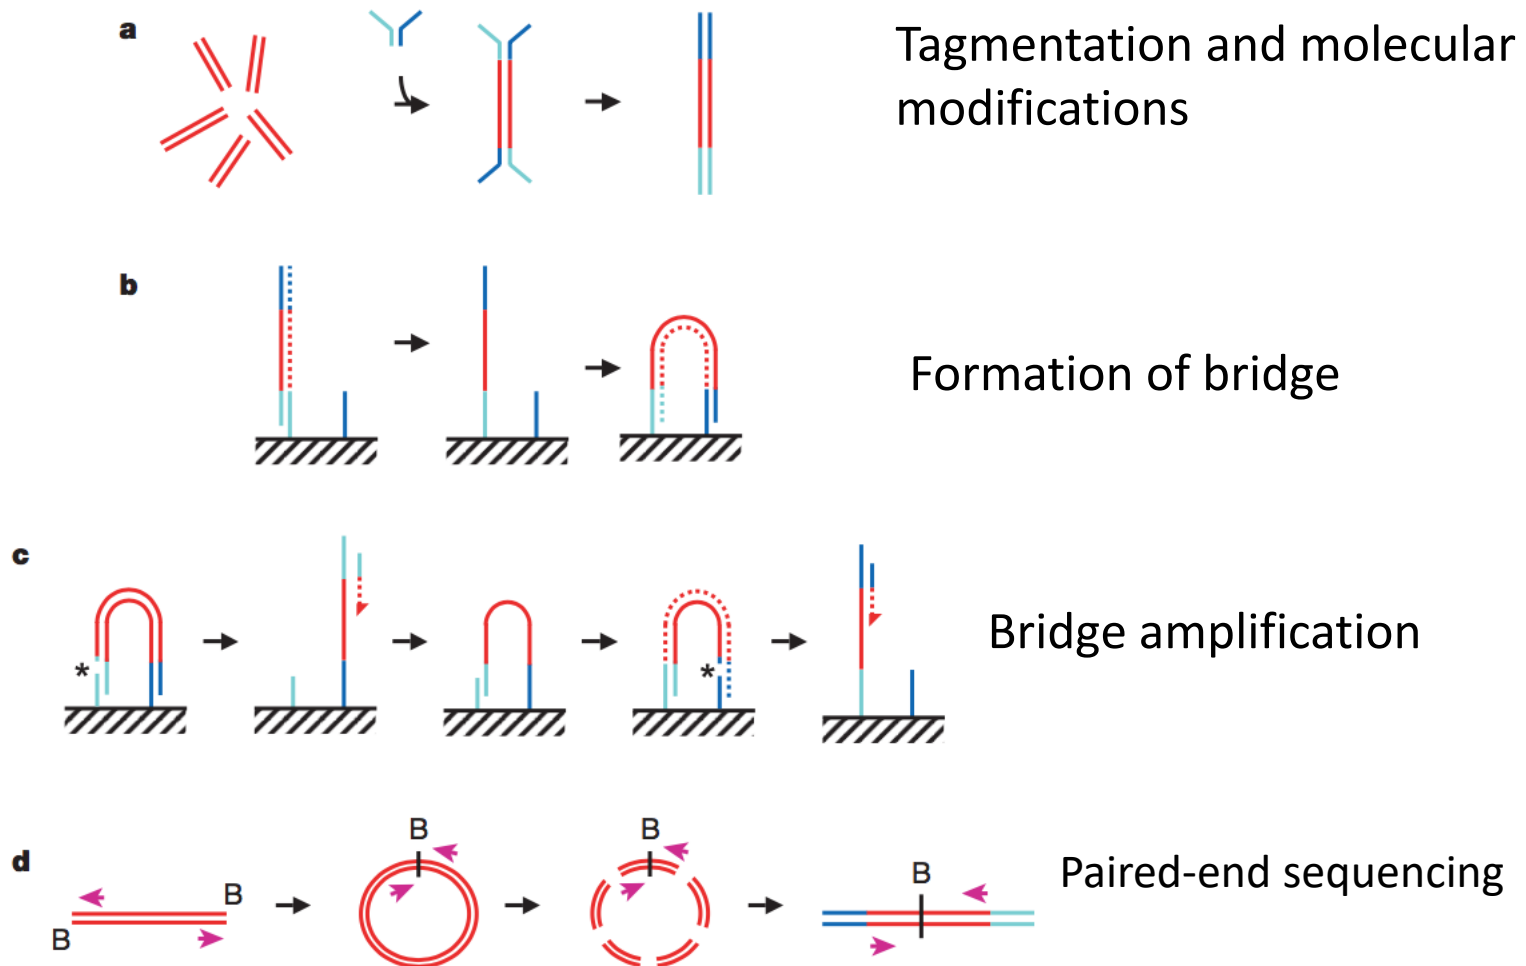 a
Tagmentation and molecular
modifications
b
Formation of bridge
c
*
*
Bridge amplification
d
B
B
B
B
B
Paired-end sequencing